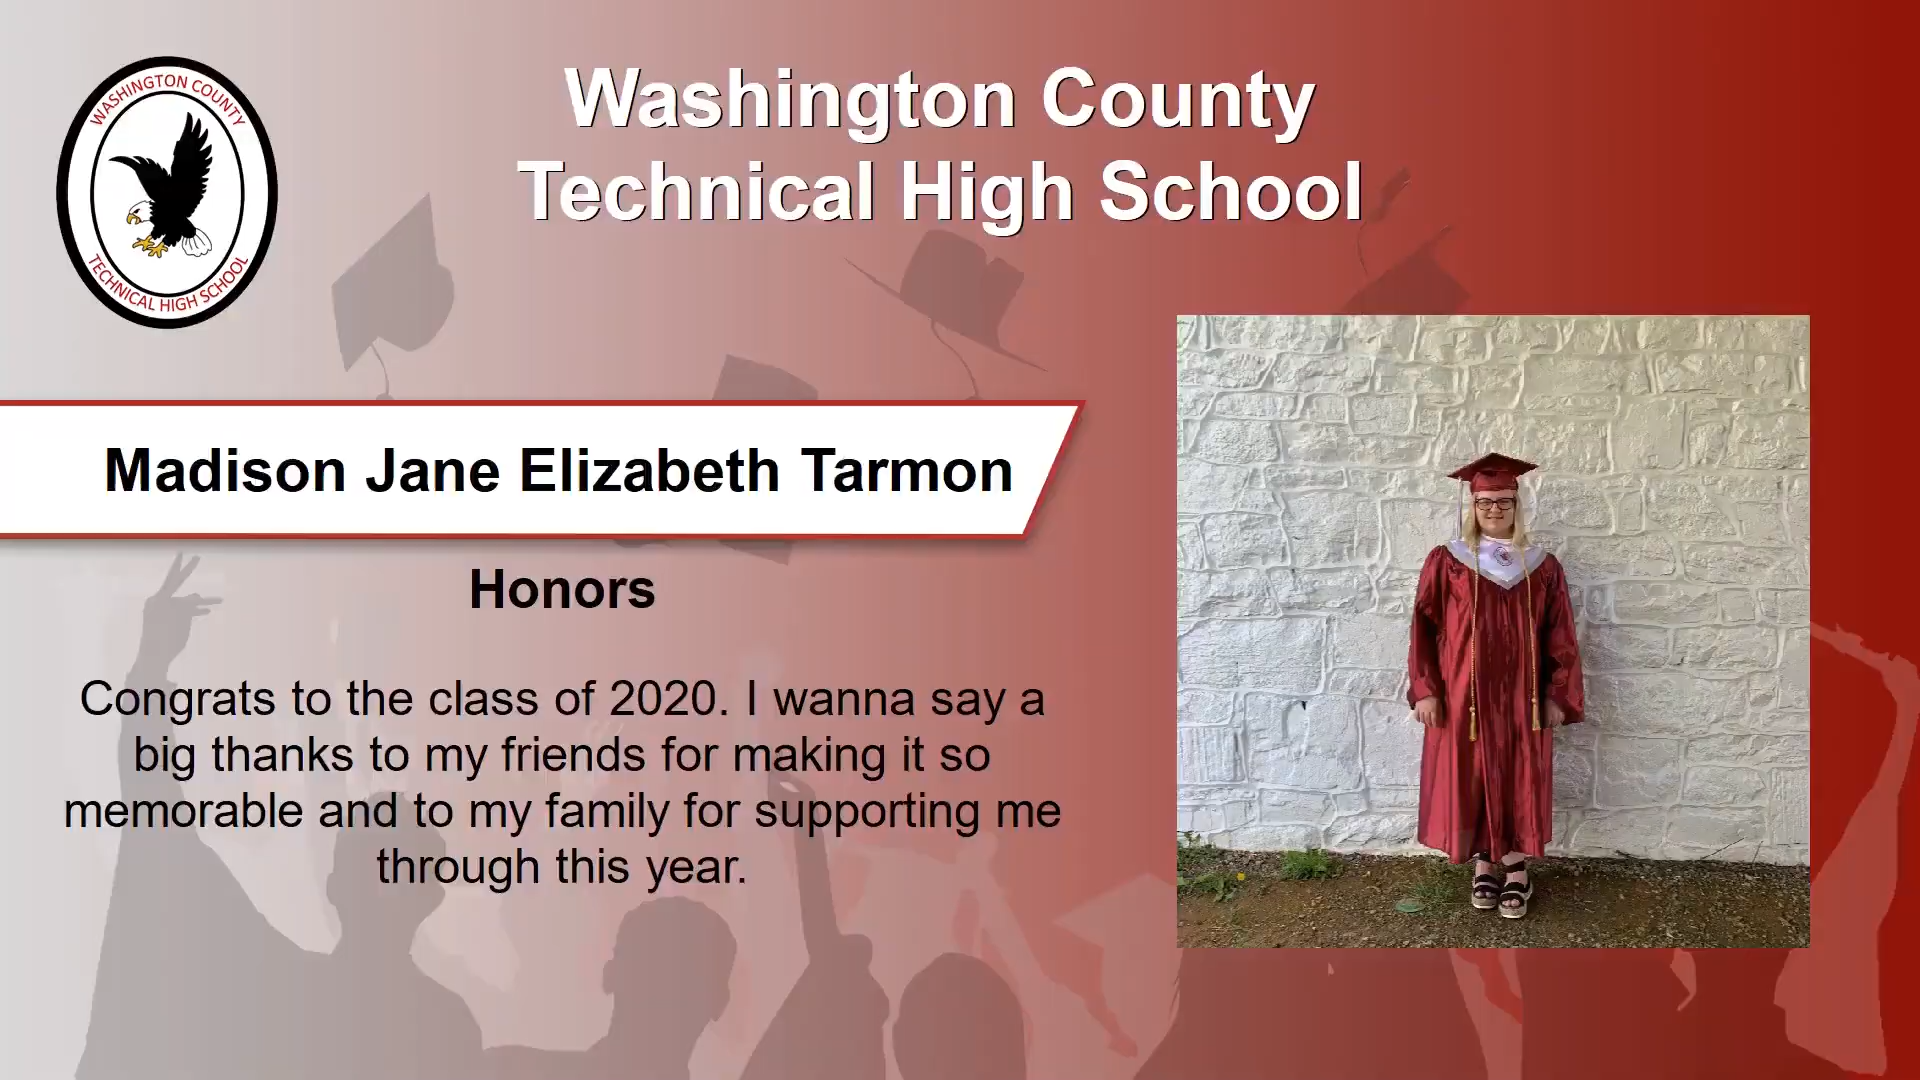 WASHINGTON COUNTY
TECHNICAL HIGH SCHOOL
Washington County
Technical High School
Madison Jane Elizabeth Tarmon
Honors
Congrats to the class of 2020. I wanna say a
big thanks to my friends for making it so
memorable and to my family for supporting me
through this year.